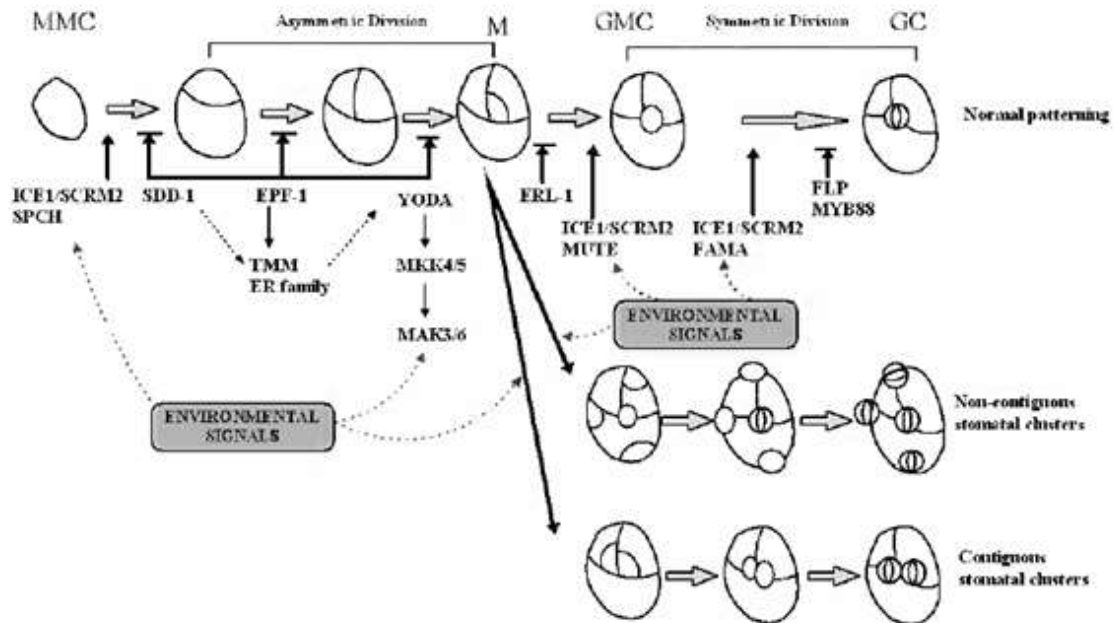 MMC
Asymmetric Division
M
GMC
Symmetric Division
GC
Normal patterning
ICE1/SCRM2
SPCH
SDD-1
EPF-1
YODA
ERL-1
ICE1/SCRM2
MUTE
ICE1/SCRM2
FAMA
FLP
MYB88
TMM
ER family
MKK4/5
MAK3/6
ENVIRONMENTAL
SIGNALS
ENVIRONMENTAL
SIGNALS
Non-contiguous
stomatal clusters
Contiguous
stomatal clusters